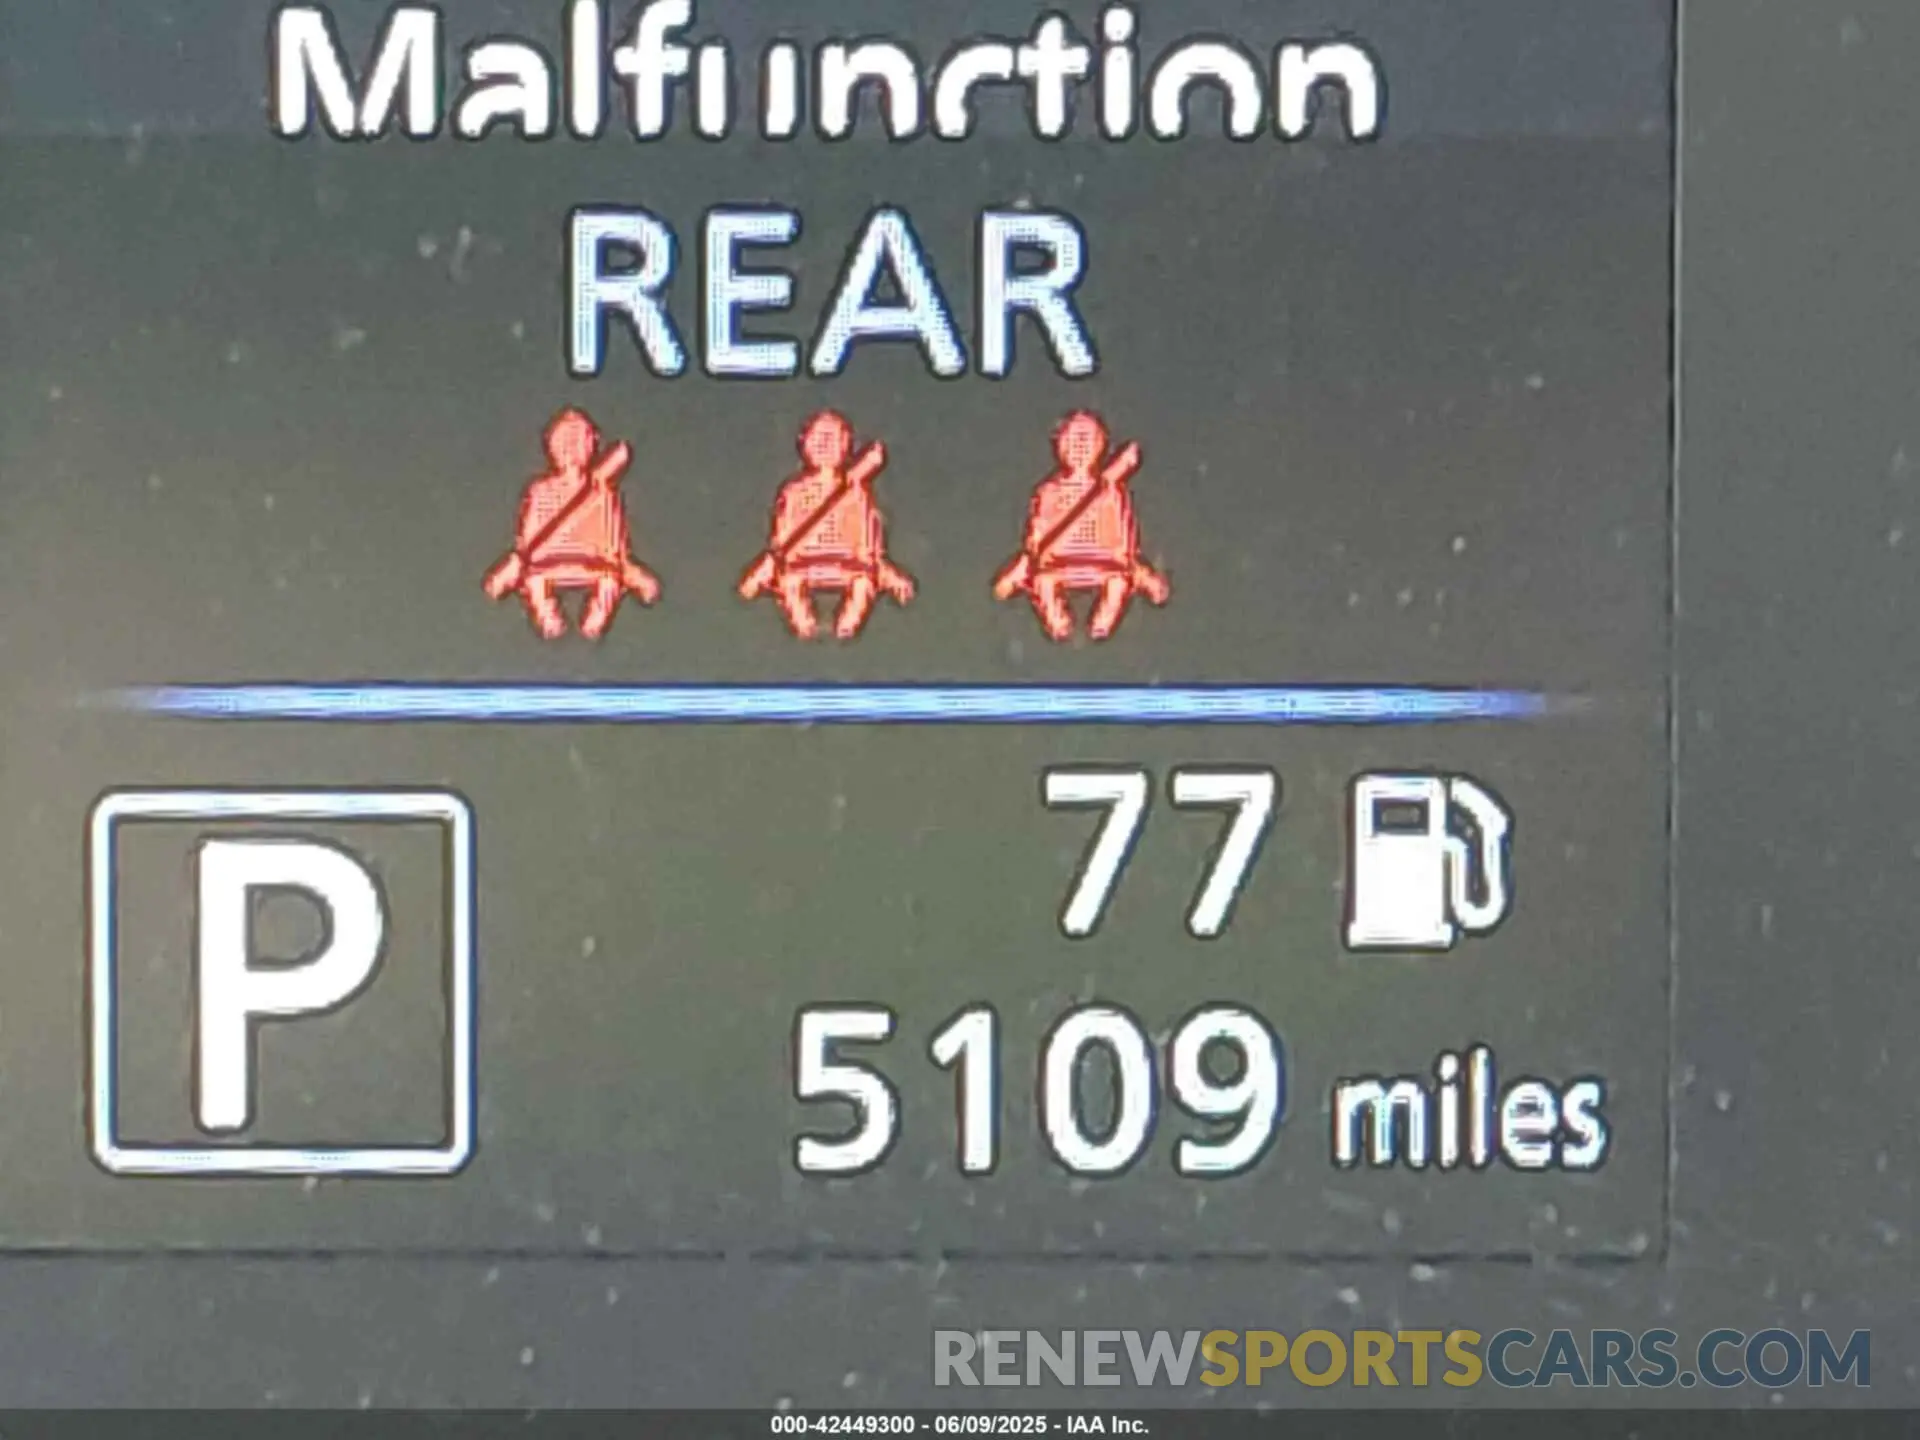 Malfunction
REAR
P
77
5109 miles
RENEWSPORTSCARS.COM
000-42449300 - 06/09/2025 - IAA Inc.